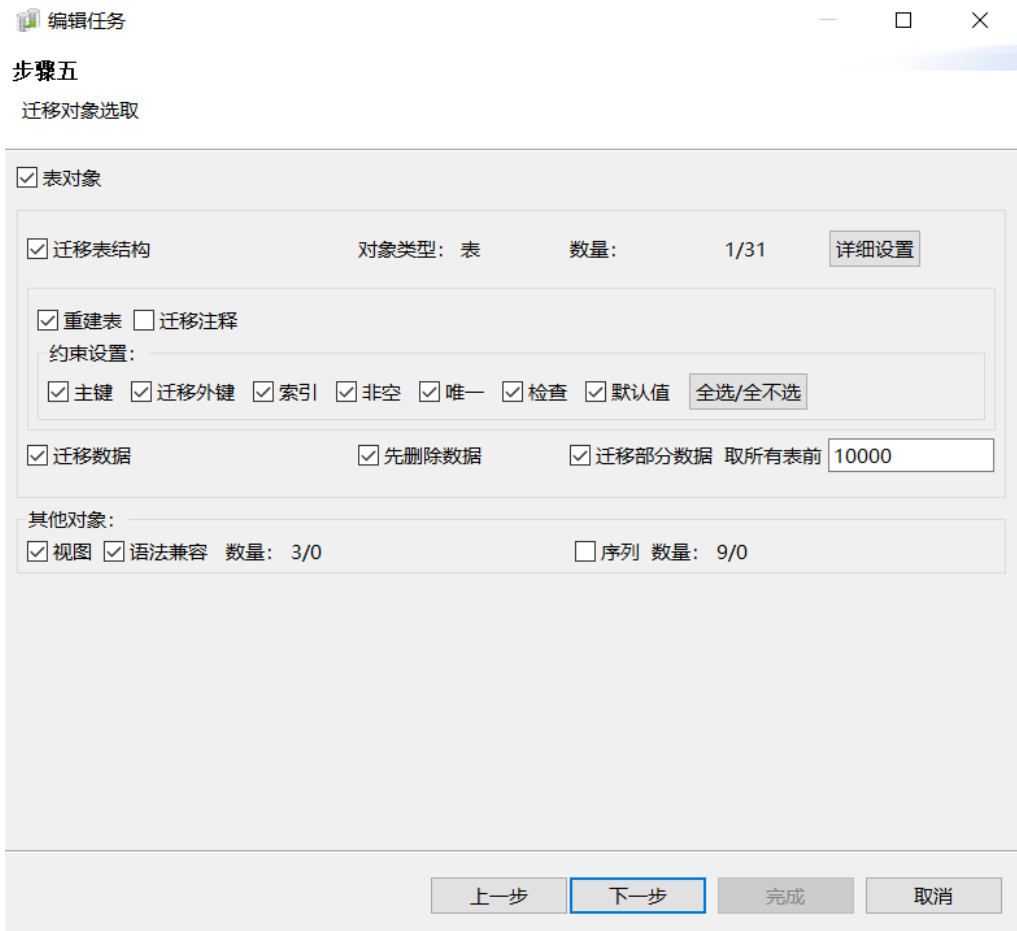 编辑任务
步骤五
迁移对象选取
表对象
迁移表结构 对象类型: 表 数量: 1/31 详细设置
重建表 迁移注释
约束设置:
主键 迁移外键 索引 非空 唯一 检查 默认值 全选/全不选
迁移数据 先删除数据 迁移部分数据 取所有表前 10000
其他对象:
视图 语法兼容 数量: 3/0 序列 数量: 9/0
上一步 下一步 完成 取消